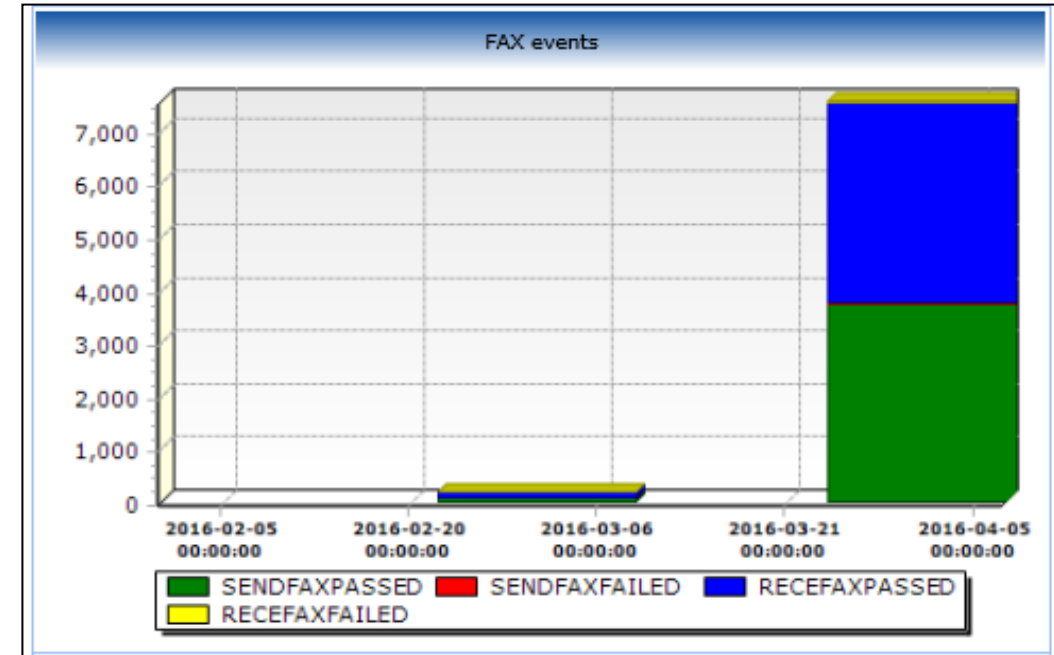 FAX events
7,000
6,000
5,000
4,000
3,000
2,000
1,000
0
2016-02-05 2016-02-20 2016-03-06 2016-03-21 2016-04-05
00:00:00 00:00:00 00:00:00 00:00:00 00:00:00
SENDFAXPASSED SENDFAXFAILED RECEFAXPASSED
RECEFAXFAILED